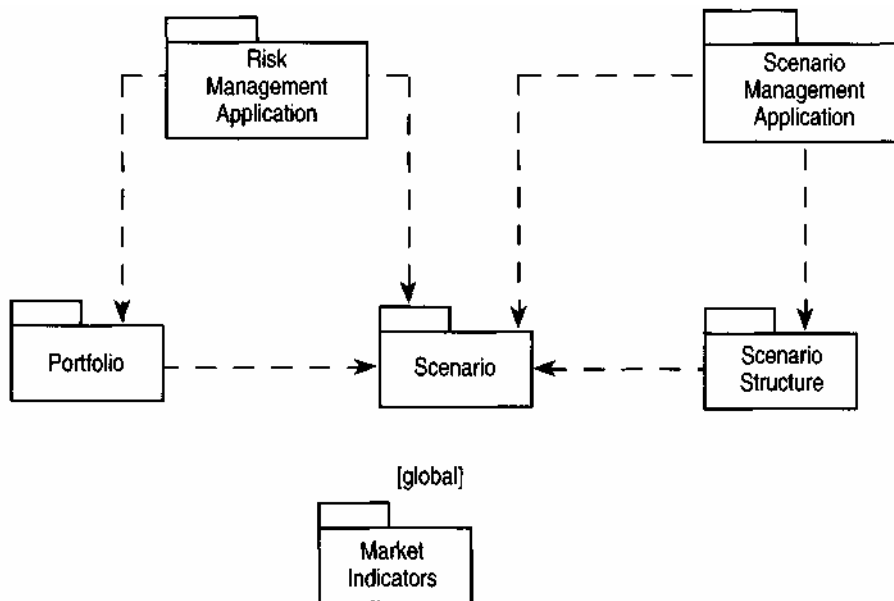 Risk
Management
Application
Scenario
Management
Application
Portfolio
Scenario
Scenario
Structure
[global}
Market
Indicators